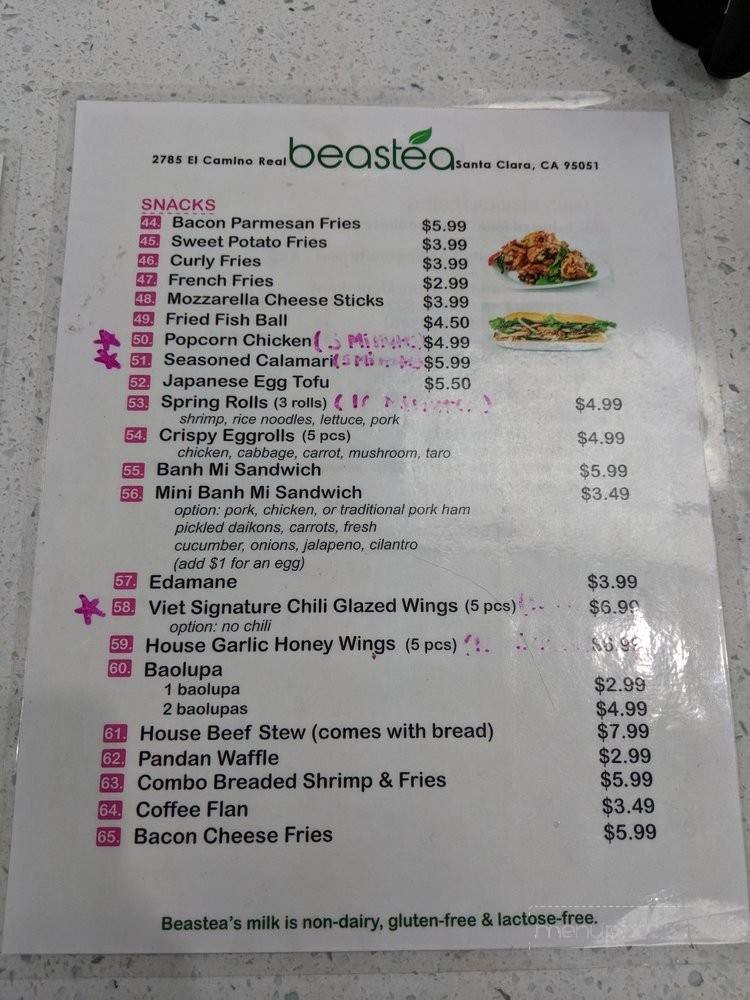 2785 El Camino Real beastea Santa Clara, CA 95051
SNACKS
44. Bacon Parmesan Fries $5.99
45. Sweet Potato Fries $3.99
46. Curly Fries $3.99
47. French Fries $2.99
48. Mozzarella Cheese Sticks $3.99
49. Fried Fish Ball $4.50
50. Popcorn Chicken $4.99
51. Seasoned Calamari $5.99
52. Japanese Egg Tofu $5.50
53. Spring Rolls (3 rolls) $4.99
shrimp, rice noodles, lettuce, pork
54. Crispy Eggrolls (5 pcs) $4.99
chicken, cabbage, carrot, mushroom, taro
55. Banh Mi Sandwich $5.99
56. Mini Banh Mi Sandwich $3.49
option: pork, chicken, or traditional pork ham
pickled daikons, carrots, fresh
cucumber, onions, jalapeno, cilantro
(add $1 for an egg)
57. Edamane $3.99
58. Viet Signature Chili Glazed Wings (5 pcs) $6.99
option: no chili
59. House Garlic Honey Wings (5 pcs) $6.99
60. Baolupa
1 baolupa $2.99
2 baolupas $4.99
61. House Beef Stew (comes with bread) $7.99
62. Pandan Waffle $2.99
63. Combo Breaded Shrimp & Fries $5.99
64. Coffee Flan $3.49
65. Bacon Cheese Fries $5.99
Beastea's milk is non-dairy, gluten-free & lactose-free.